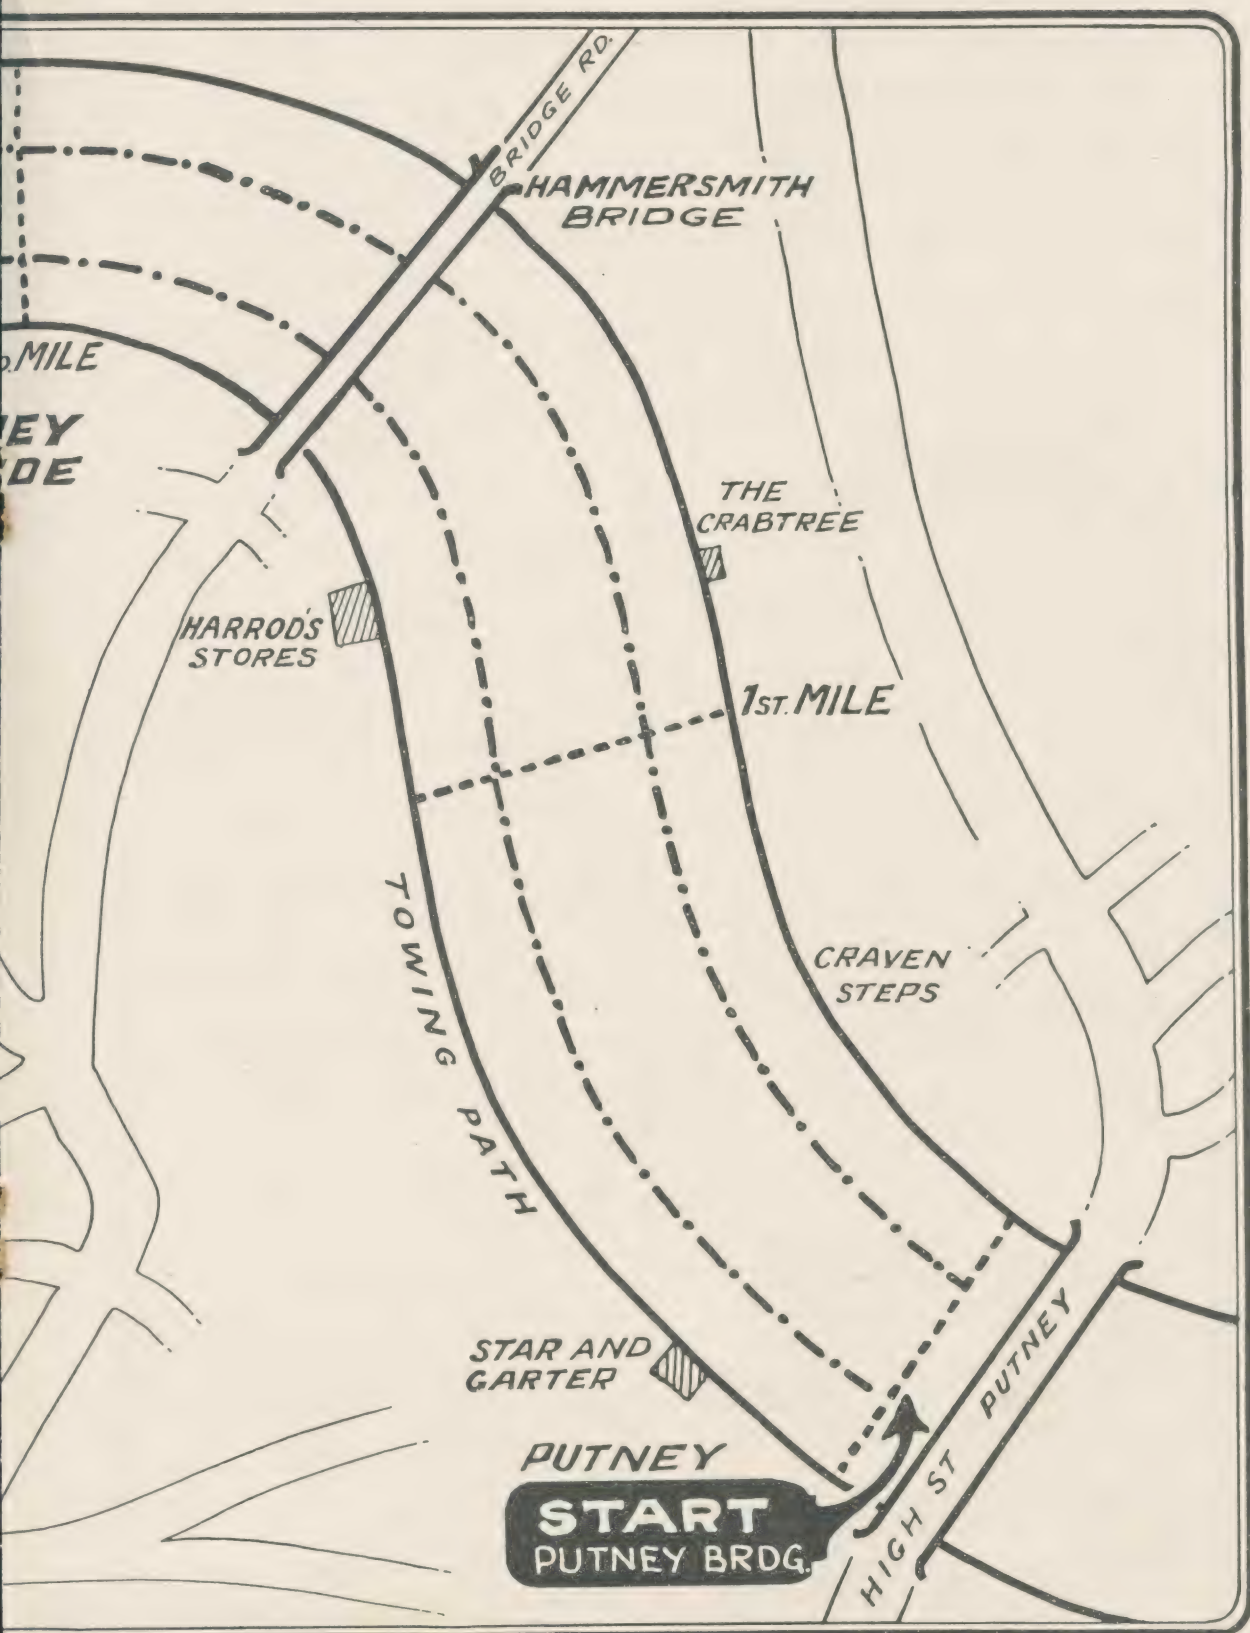 BRIDGE RD.
HAMMERSMITH
BRIDGE
MILE
THE
CRABTREE
HARROD'S
STORES
1ST. MILE
TOWING PATH
CRAVEN
STEPS
STAR AND
GARTER
PUTNEY
START
PUTNEY BRDG.
HIGH ST PUTNEY